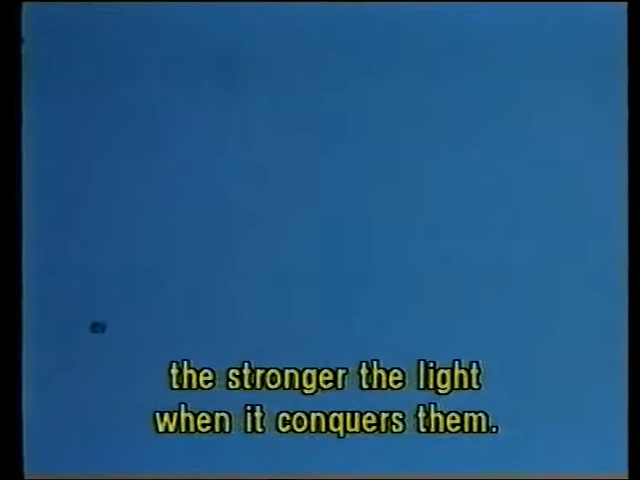 the stronger the light
when it conquers them.